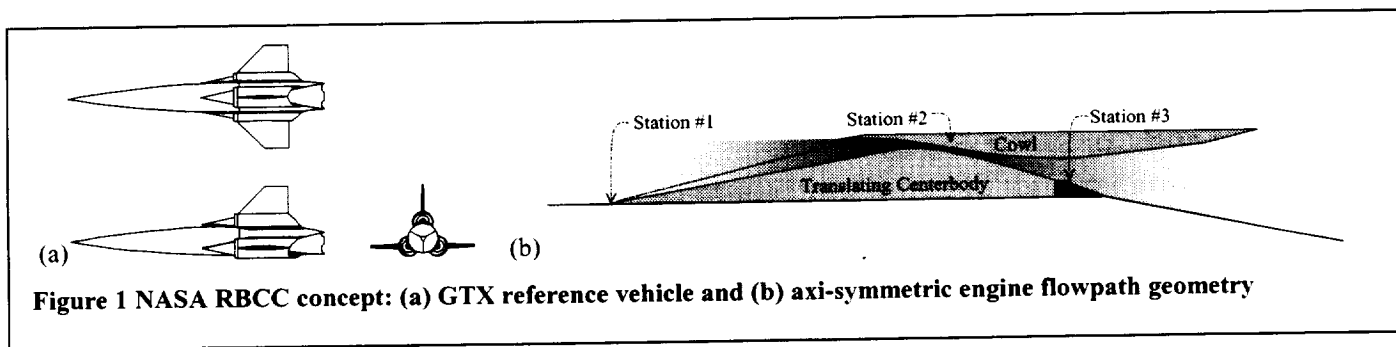 Station #1
Station #2
Station #3
Cowl
Translating Centerbody
(a)
(b)
Figure 1 NASA RBCC concept: (a) GTX reference vehicle and (b) axi-symmetric engine flowpath geometry